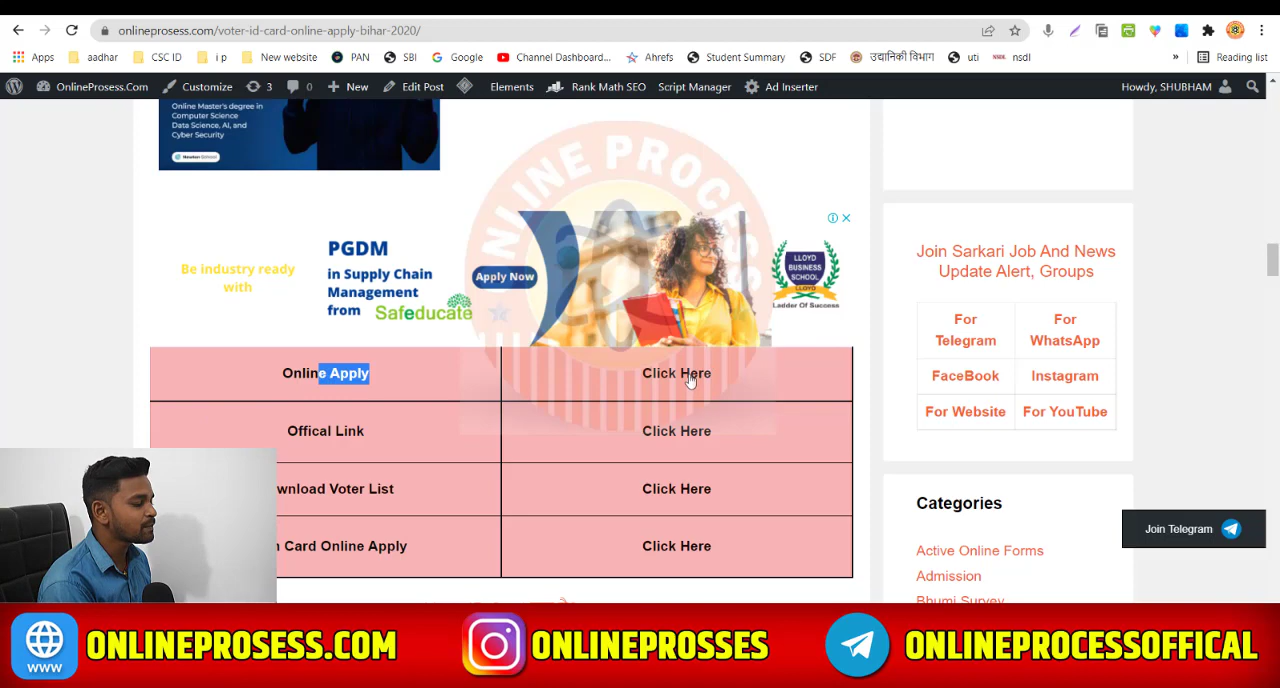 onlineprosess.com/voter-id-card-online-apply-bihar-2020/
Apps
aadhar
CSC ID
i p
New website
PAN
SBI
Google
Channel Dashboard...
Ahrefs
Student Summary
SDF
उद्यानिकी विभाग
uti
nsdl
»
Reading list
OnlineProsess.Com
Customize
3
0
New
Edit Post
Elements
Rank Math SEO
Script Manager
Ad Inserter
Howdy, SHUBHAM
Online Master's degree in
Computer Science
Data Science, AI, and
Cyber Security
ONLINE PROCESS
Be industry ready
with
PGDM
in Supply Chain
Management
from
Safeducate
Apply Now
LLOYD
BUSINESS
SCHOOL
LLOYD
Ladder Of Success
Online Apply
Click Here
Offical Link
Click Here
wnload Voter List
Click Here
Card Online Apply
Click Here
Join Sarkari Job And News
Update Alert, Groups
For
Telegram
For
WhatsApp
FaceBook
Instagram
For Website
For YouTube
Categories
Active Online Forms
Admission
Bhumi Survey
Join Telegram
WWW
ONLINEPROSESS.COM
ONLINEPROSSES
ONLINEPROCESSOFFICAL